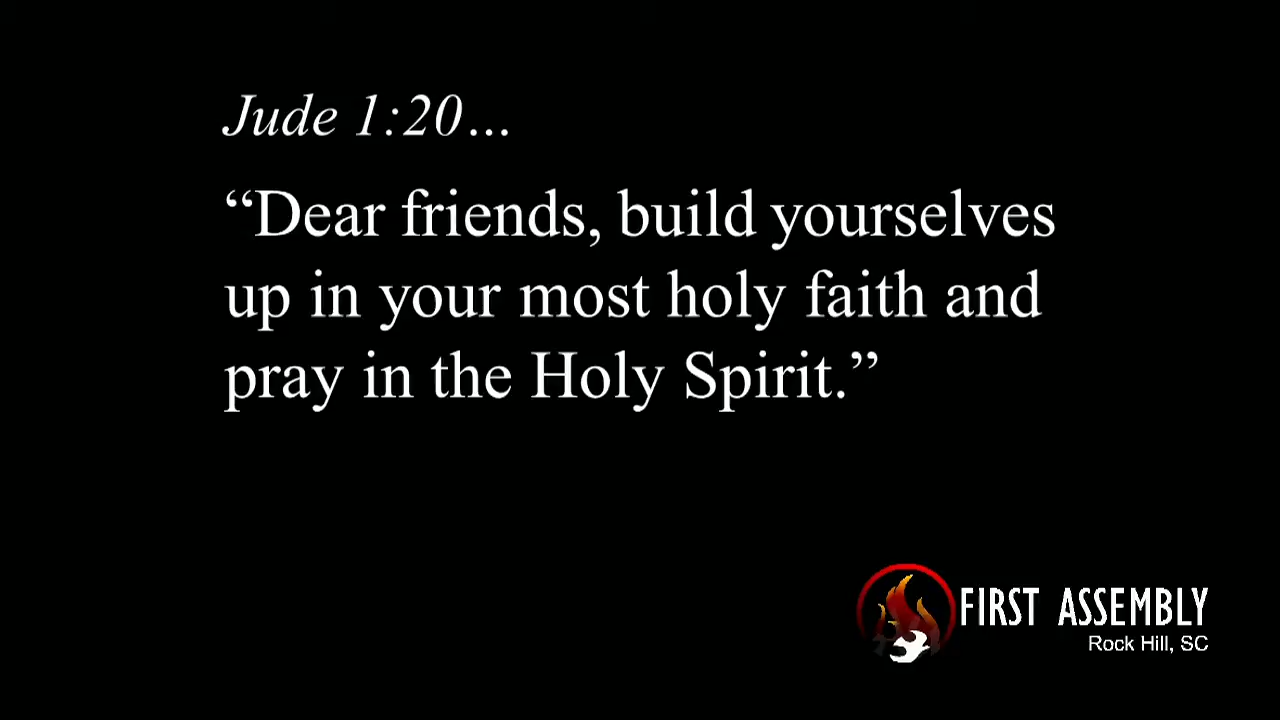 Jude 1:20...
“Dear friends, build yourselves
up in your most holy faith and
pray in the Holy Spirit.”
FIRST ASSEMBLY
Rock Hill, SC